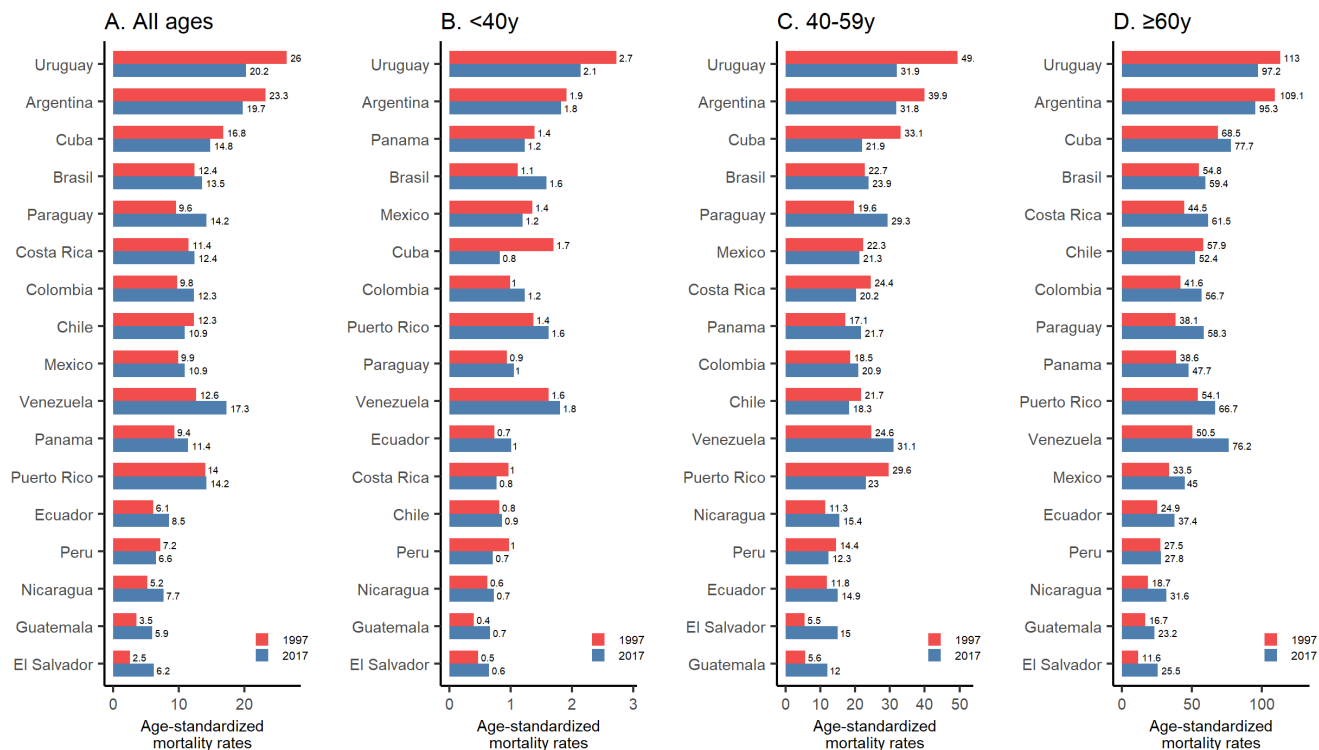 A. All ages
Uruguay 26 20.2
Argentina 23.3 19.7
Cuba 16.8 14.8
Brasil 12.4 13.5
Paraguay 9.6 14.2
Costa Rica 11.4 12.4
Colombia 9.8 12.3
Chile 12.3 10.9
Mexico 9.9 10.9
Venezuela 12.6 17.3
Panama 9.4 11.4
Puerto Rico 14 14.2
Ecuador 6.1 8.5
Peru 7.2 6.6
Nicaragua 5.2 7.7
Guatemala 3.5 5.9
El Salvador 2.5 6.2
1997
2017
0 10 20
Age-standardized
mortality rates
B. <40y
Uruguay 2.7 2.1
Argentina 1.9 1.8
Panama 1.4 1.2
Brasil 1.1 1.6
Mexico 1.4 1.2
Cuba 1.7 0.8
Colombia 1 1.2
Puerto Rico 1.4 1.6
Paraguay 0.9 1
Venezuela 1.6 1.8
Ecuador 0.7 1
Costa Rica 1 0.8
Chile 0.8 0.9
Peru 1 0.7
Nicaragua 0.6 0.7
Guatemala 0.4 0.7
El Salvador 0.5 0.6
1997
2017
0 1 2 3
Age-standardized
mortality rates
C. 40-59y
Uruguay 49. 31.9
Argentina 39.9 31.8
Cuba 33.1 21.9
Brasil 22.7 23.9
Paraguay 19.6 29.3
Mexico 22.3 21.3
Costa Rica 24.4 20.2
Panama 17.1 21.7
Colombia 18.5 20.9
Chile 21.7 18.3
Venezuela 24.6 31.1
Puerto Rico 29.6 23
Nicaragua 11.3 15.4
Peru 14.4 12.3
Ecuador 11.8 14.9
El Salvador 5.5 15
Guatemala 5.6 12
1997
2017
0 10 20 30 40 50
Age-standardized
mortality rates
D. ≥60y
Uruguay 113 97.2
Argentina 109.1 95.3
Cuba 68.5 77.7
Brasil 54.8 59.4
Costa Rica 44.5 61.5
Chile 57.9 52.4
Colombia 41.6 56.7
Paraguay 38.1 58.3
Panama 38.6 47.7
Puerto Rico 54.1 66.7
Venezuela 50.5 76.2
Mexico 33.5 45
Ecuador 24.9 37.4
Peru 27.5 27.8
Nicaragua 18.7 31.6
Guatemala 16.7 23.2
El Salvador 11.6 25.5
1997
2017
0 50 100
Age-standardized
mortality rates